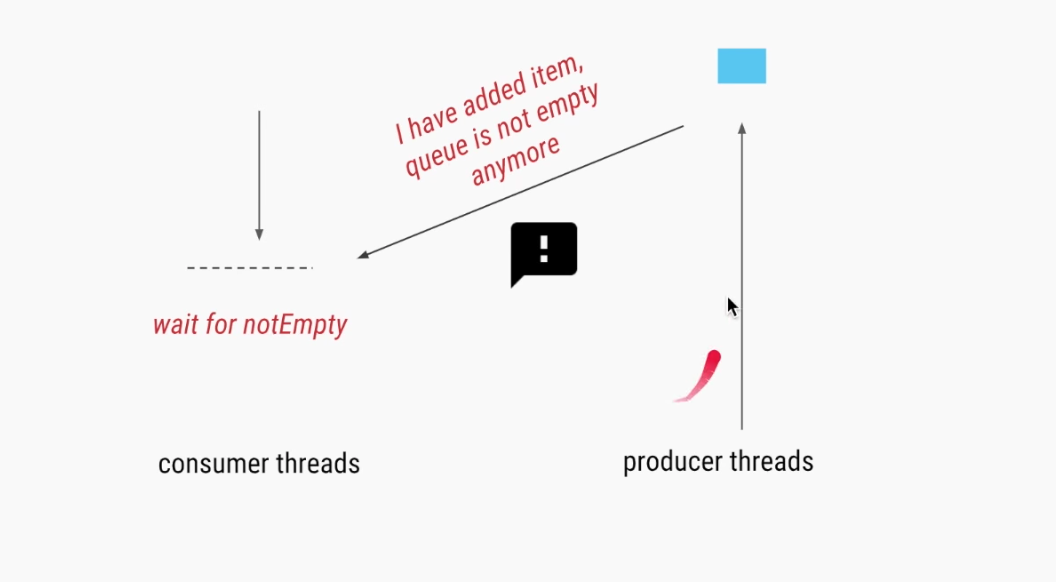 I have added item,
queue is not empty
anymore
wait for notEmpty
consumer threads
producer threads